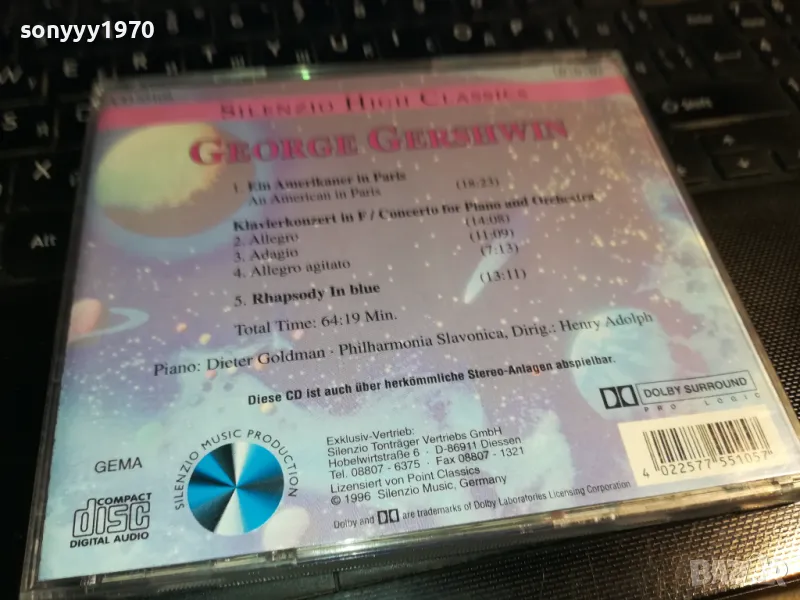 sonyyy1970
SILENZIO HIGH CLASSICS
GEORGE GERSHWIN
1. Ein Amerikaner in Paris (18:23)
An American in Paris
Klavierkonzert in F / Concerto for Piano and Orchestra
2. Allegro (14:08)
3. Adagio (11:09)
4. Allegro agitato (7:13)
5. Rhapsody In blue (13:11)
Total Time: 64:19 Min.
Piano: Dieter Goldman · Philharmonia Slavonica, Dirig.: Henry Adolph
Diese CD ist auch über herkömmliche Stereo-Anlagen abspielbar.
DOLBY SURROUND
PRO LOGIC
GEMA
SILENZIO MUSIC PRODUCTION
COMPACT
disc
DIGITAL AUDIO
Exklusiv-Vertrieb:
Silenzio Tonträger Vertriebs GmbH
Hobelwirtstraße 6 · D-86911 Diessen
Tel. 08807 - 6375 · Fax 08807 - 1321
Lizensiert von Point Classics
© 1996 Silenzio Music, Germany
Dolby and DD are trademarks of Dolby Laboratories Licensing Corporation
4 022577 551057
Alt
Shift
BAZAR